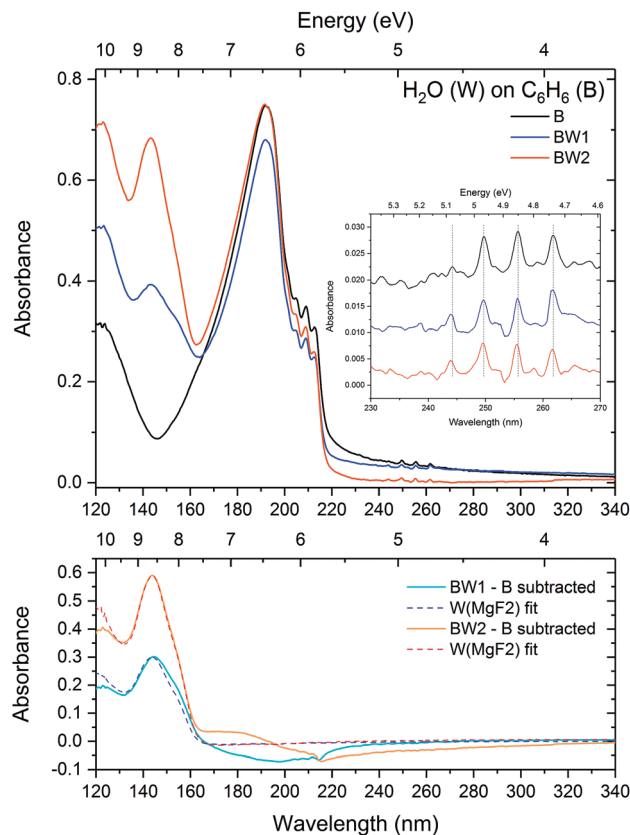 Energy (eV)
10 9 8 7 6 5 4
H2O (W) on C6H6 (B)
B
BW1
BW2
Absorbance
0.8
0.6
0.4
0.2
0.0
120 140 160 180 200 220 240 260 280 300 320 340
Energy (eV)
5.3 5.2 5.1 5 4.9 4.8 4.7 4.6
Absorbance
0.030
0.025
0.020
0.015
0.010
0.005
0.000
230 240 250 260 270
Wavelength (nm)
10 9 8 7 6 5 4
BW1 - B subtracted
W(MgF2) fit
BW2 - B subtracted
W(MgF2) fit
Absorbance
0.6
0.5
0.4
0.3
0.2
0.1
0.0
-0.1
120 140 160 180 200 220 240 260 280 300 320 340
Wavelength (nm)